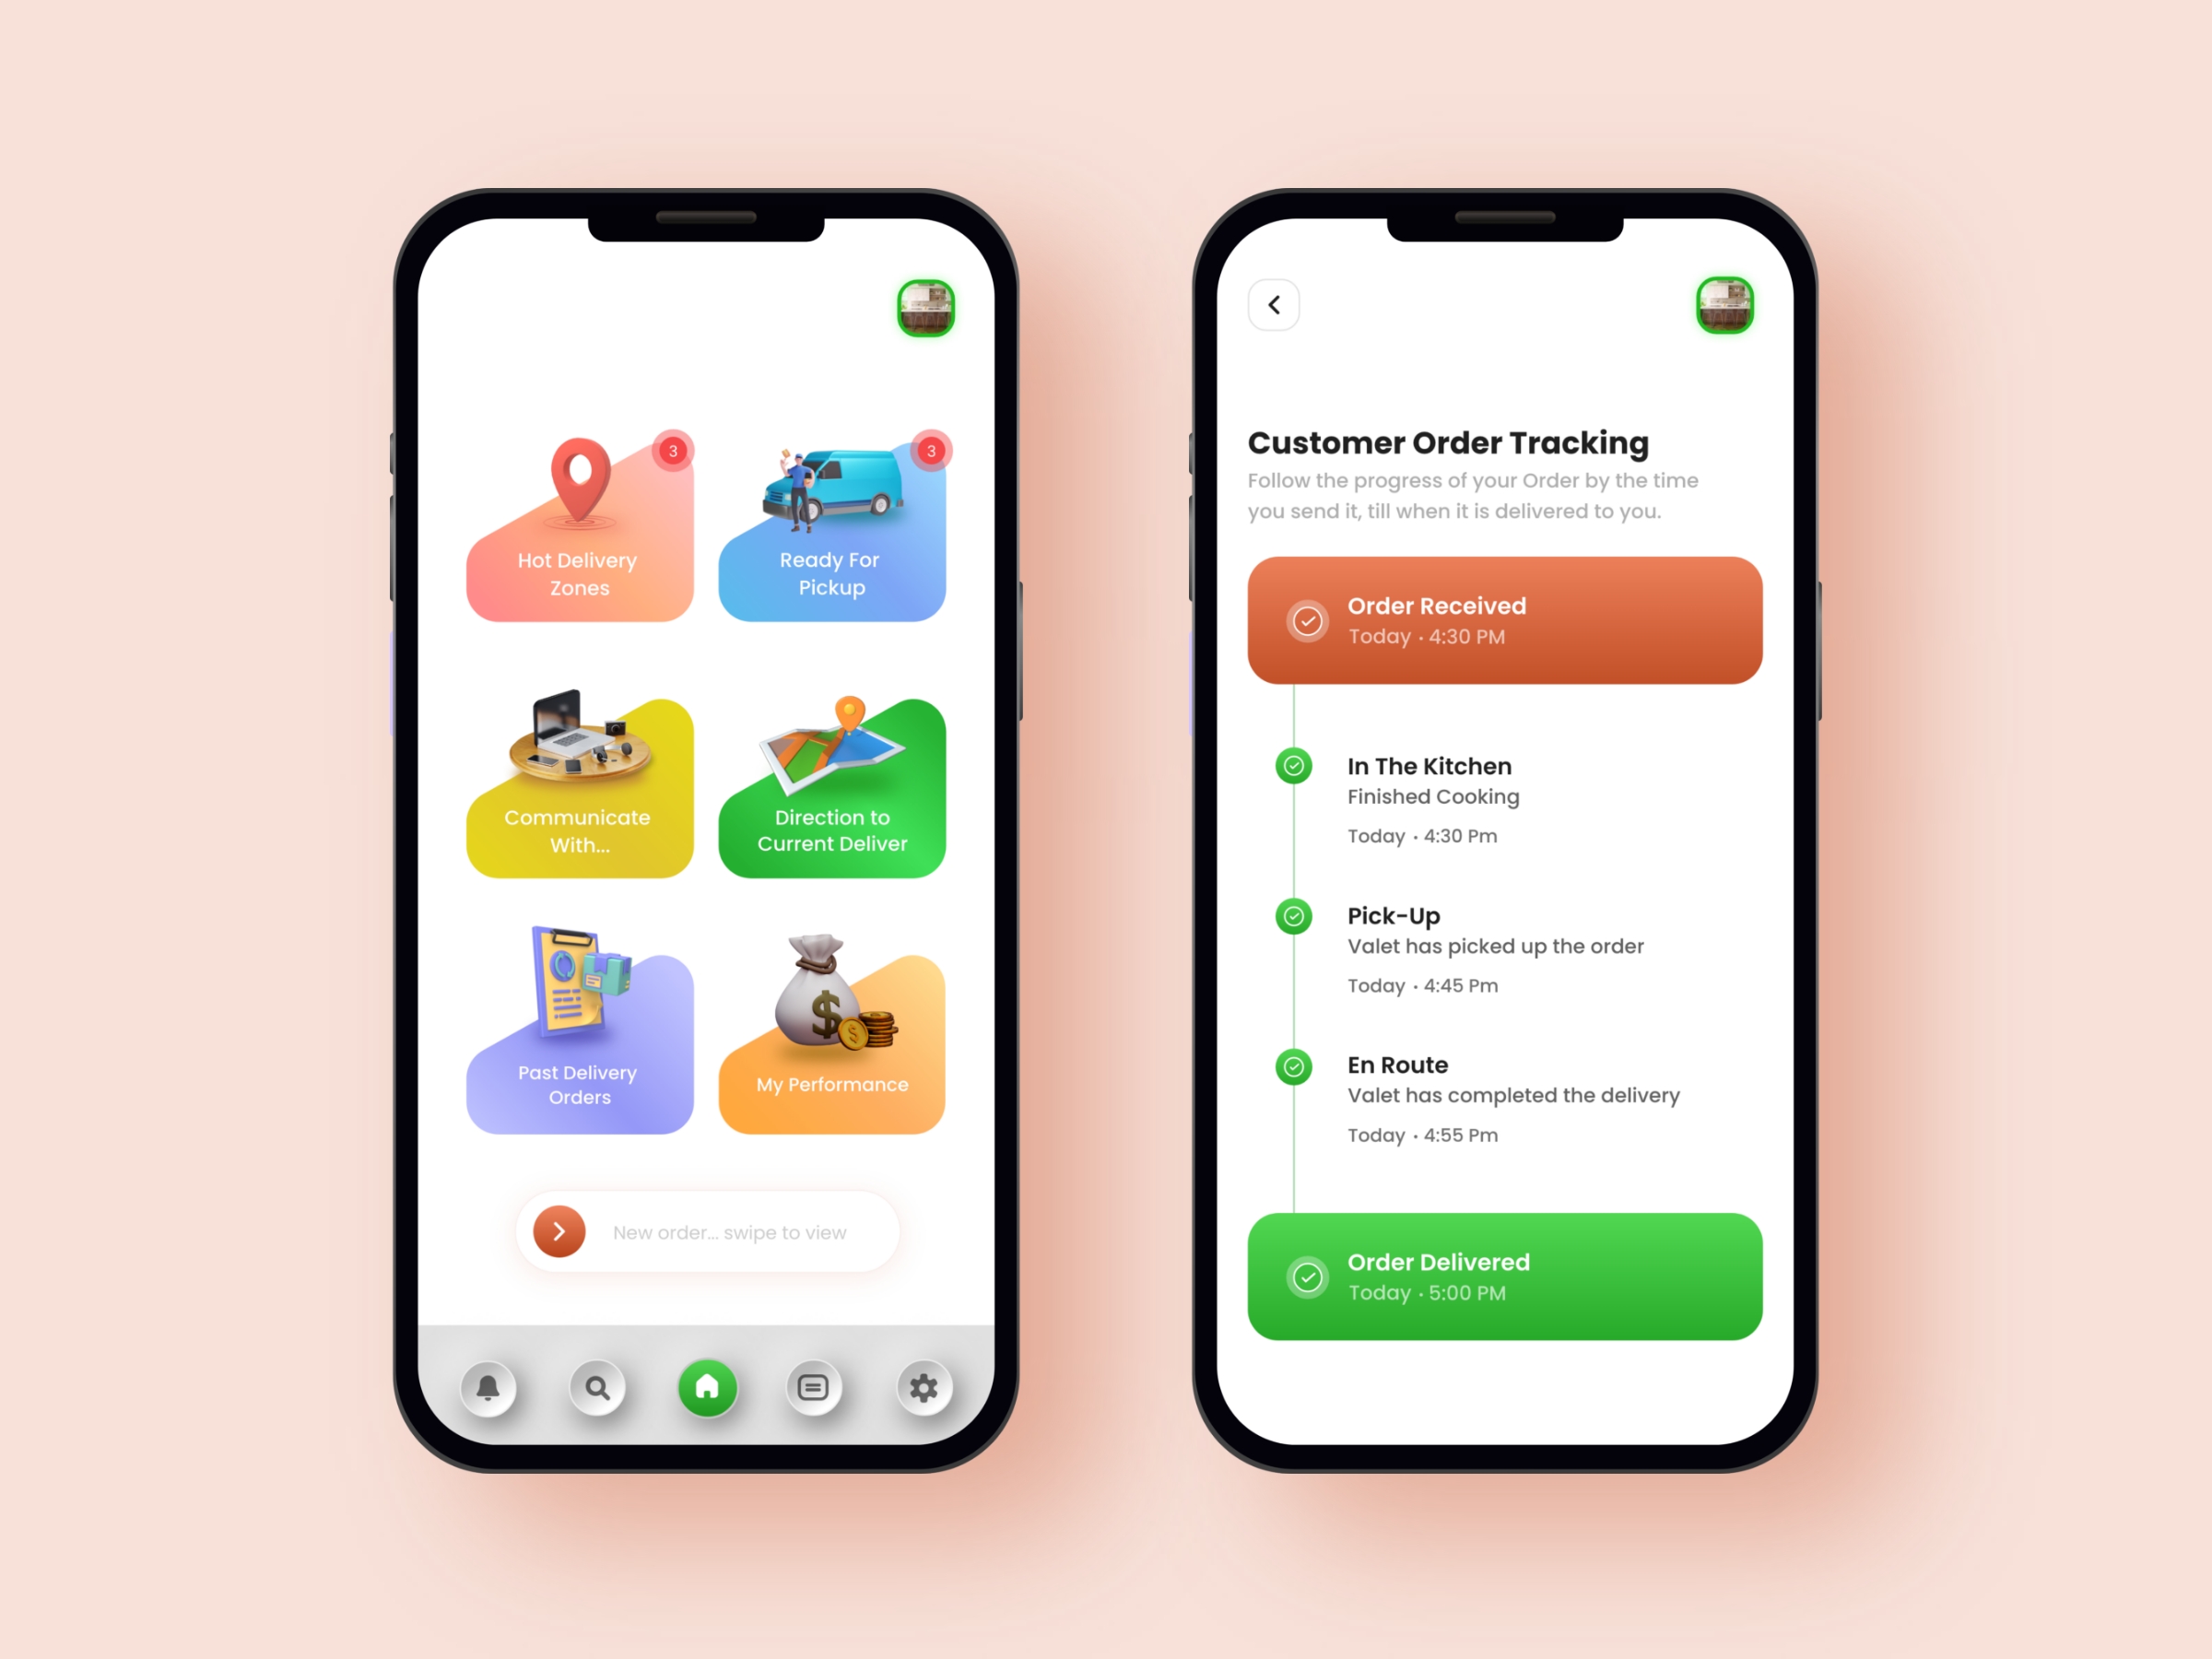 3
3
Hot Delivery
Zones
Ready For
Pickup
Communicate
With...
Direction to
Current Deliver
Past Delivery
Orders
$
$
My Performance
New order... swipe to view
Customer Order Tracking
Follow the progress of your Order by the time
you send it, till when it is delivered to you.
Order Received
Today • 4:30 PM
In The Kitchen
Finished Cooking
Today • 4:30 Pm
Pick-Up
Valet has picked up the order
Today • 4:45 Pm
En Route
Valet has completed the delivery
Today • 4:55 Pm
Order Delivered
Today • 5:00 PM